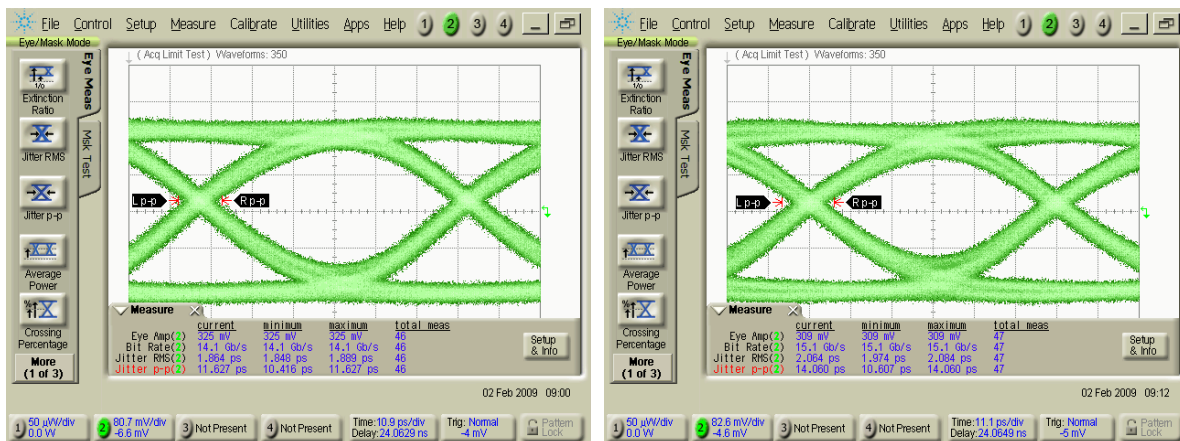 File Control Setup Measure Calibrate Utilities Apps Help 1 2 3 4
Eye/Mask Mode
( Acq Limit Test ) Waveforms: 350
Eye Meas
Msk Test
Extinction
Ratio
Jitter RMS
Jitter p-p
Average
Power
Crossing
Percentage
More
(1 of 3)
L p-p
R p-p
Measure
current minimum maximum total meas
Eye Amp(2) 325 mV 325 mV 325 mV 46
Bit Rate(2) 14.1 Gb/s 14.1 Gb/s 14.1 Gb/s 46
Jitter RMS(2) 1.864 ps 1.848 ps 1.889 ps 46
Jitter p-p(2) 11.627 ps 10.416 ps 11.627 ps 46
Setup
& Info
02 Feb 2009 09:00
1) 50 µW/div
0.0 W
2) 80.7 mV/div
-6.6 mV
3) Not Present
4) Not Present
Time:10.9 ps/div
Delay:24.0629 ns
Trig: Normal
-4 mV
Pattern
Lock
File Control Setup Measure Calibrate Utilities Apps Help 1 2 3 4
Eye/Mask Mode
( Acq Limit Test ) Waveforms: 350
Eye Meas
Msk Test
1/0
Extinction
Ratio
Jitter RMS
Jitter p-p
Average
Power
Crossing
Percentage
More
(1 of 3)
L p-p
R p-p
Measure
current minimum maximum total meas
Eye Amp(2) 309 mV 309 mV 309 mV 47
Bit Rate(2) 15.1 Gb/s 15.1 Gb/s 15.1 Gb/s 47
Jitter RMS(2) 2.064 ps 1.974 ps 2.084 ps 47
Jitter p-p(2) 14.060 ps 10.607 ps 14.060 ps 47
Setup
& Info
02 Feb 2009 09:12
1) 50 µW/div
0.0 W
2) 82.6 mV/div
-4.6 mV
3) Not Present
4) Not Present
Time:11.1 ps/div
Delay:24.0649 ns
Trig: Normal
-5 mV
Pattern
Lock